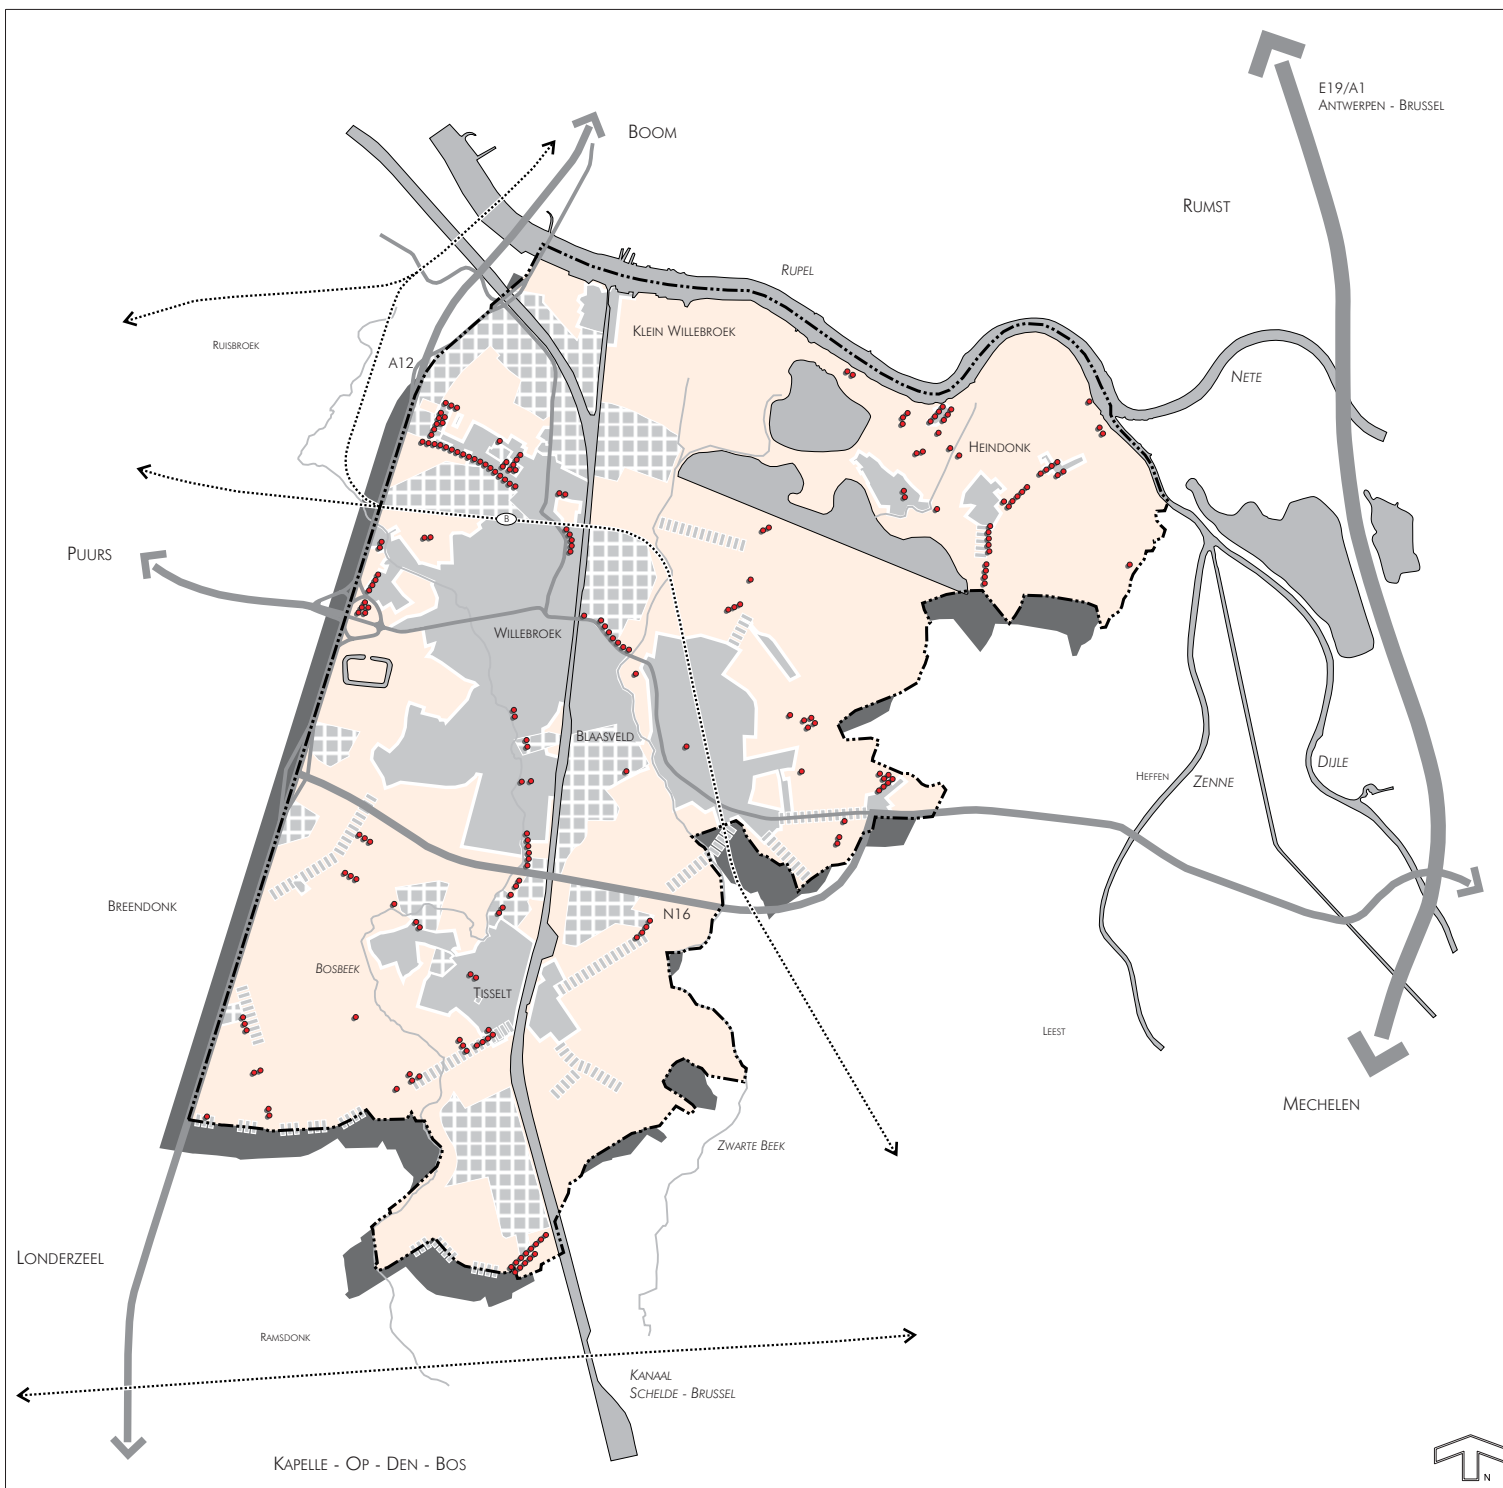 E19/A1
ANTWERPEN - BRUSSEL
BOOM
RUMST
RUPEL
KLEIN WILLEBROEK
RUISBROEK
A12
NETE
HEINDONK
B
PUURS
WILLEBROEK
BLAASVELD
DIJLE
HEFFEN
ZENNE
BREENDONK
N16
BOSBEEK
TISSELT
LEEST
MECHELEN
ZWARTE BEEK
LONDERZEEL
RAMSDONK
KANAAL
SCHELDE - BRUSSEL
KAPELLE - OP - DEN - BOS
N